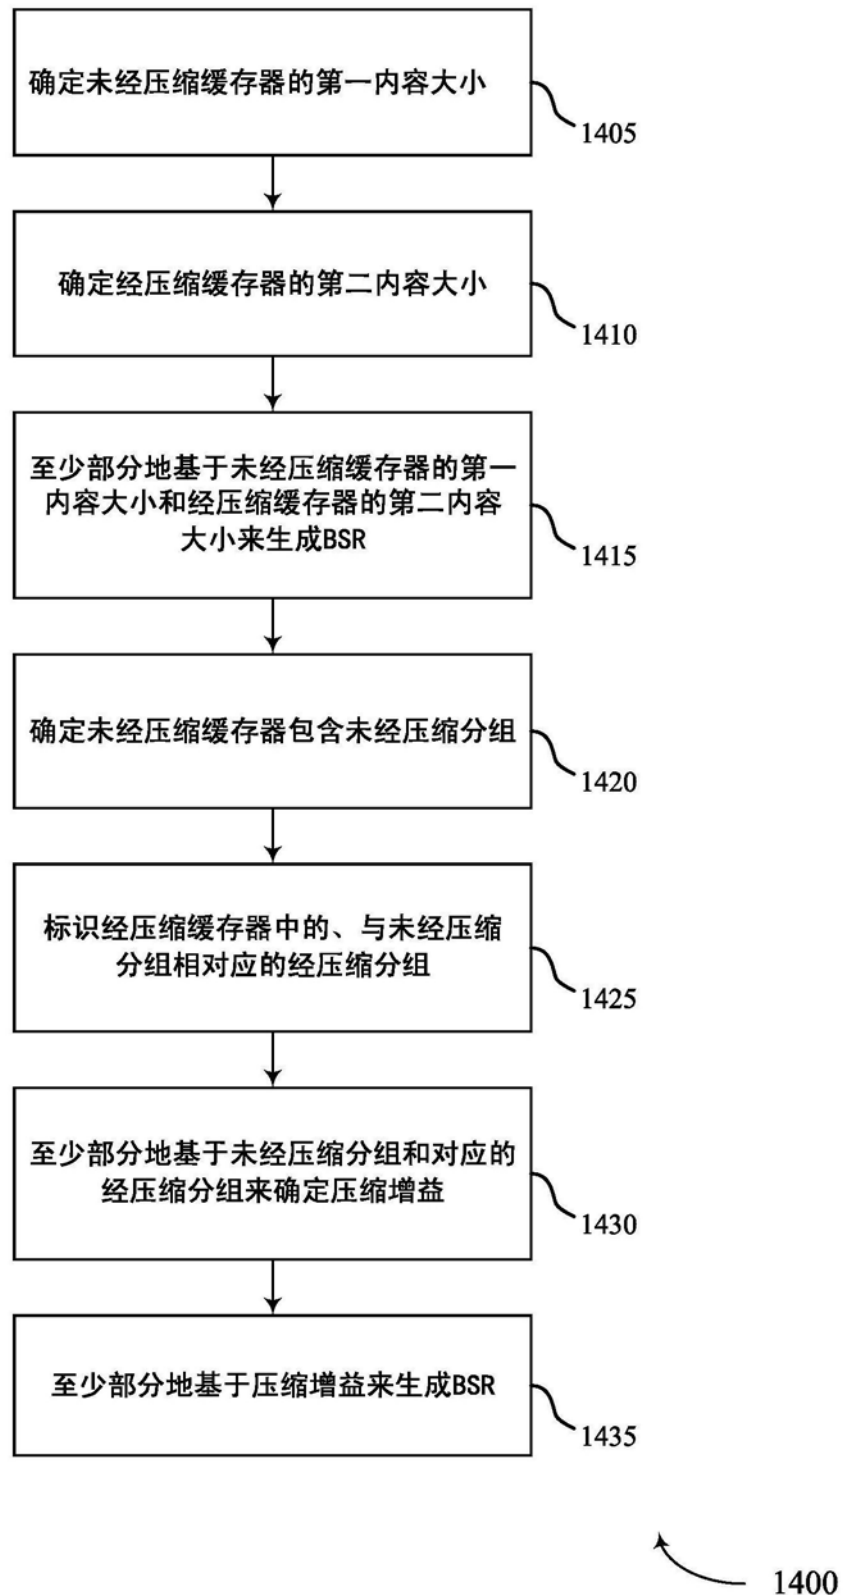 确定未经压缩缓存器的第一内容大小
1405
确定经压缩缓存器的第二内容大小
1410
至少部分地基于未经压缩缓存器的第一
内容大小和经压缩缓存器的第二内容
大小来生成BSR
1415
确定未经压缩缓存器包含未经压缩分组
1420
标识经压缩缓存器中的、与未经压缩
分组相对应的经压缩分组
1425
至少部分地基于未经压缩分组和对应的
经压缩分组来确定压缩增益
1430
至少部分地基于压缩增益来生成BSR
1435
1400